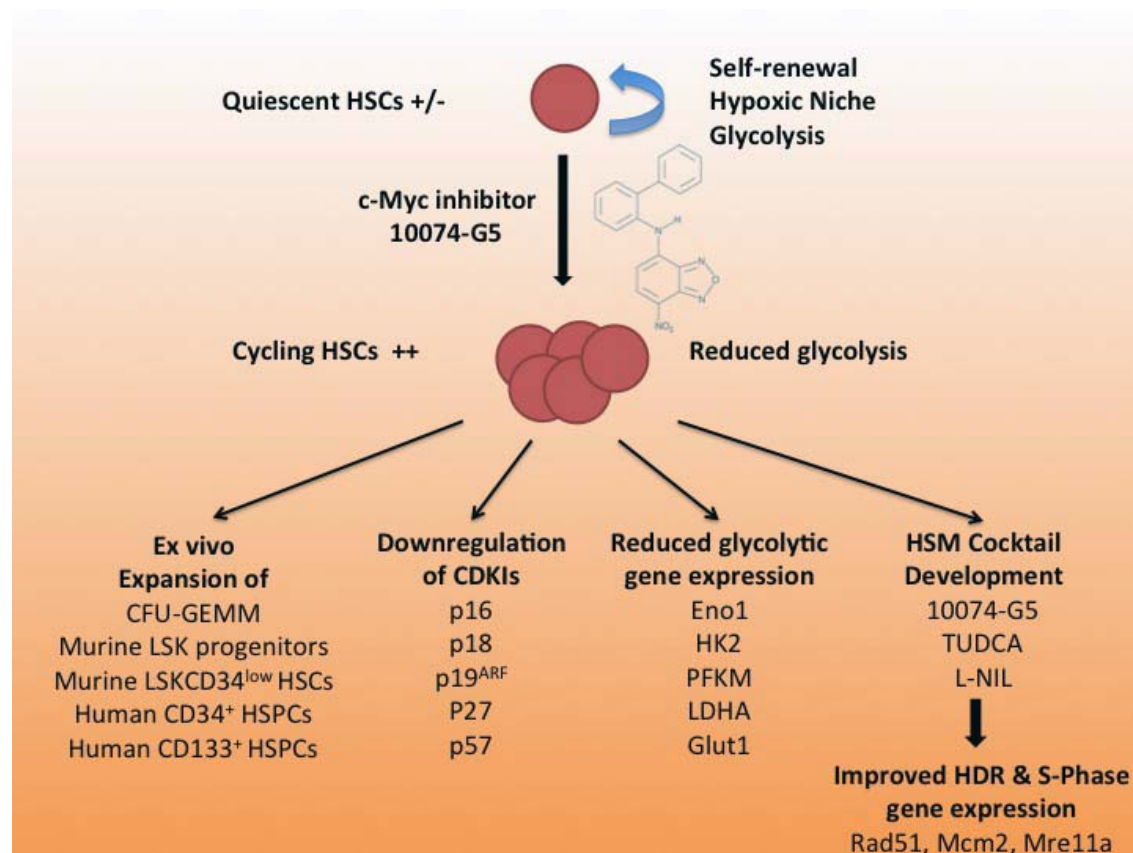 Quiescent HSCs +/-
Self-renewal
Hypoxic Niche
Glycolysis
c-Myc inhibitor
10074-G5
N
H
N
O
N
NO₂
Cycling HSCs ++
Reduced glycolysis
Ex vivo
Expansion of
CFU-GEMM
Murine LSK progenitors
Murine LSKCD34ˡᵒʷ HSCs
Human CD34⁺ HSPCs
Human CD133⁺ HSPCs
Downregulation
of CDKIs
p16
p18
p19ᴬᴿᶠ
P27
p57
Reduced glycolytic
gene expression
Eno1
HK2
PFKM
LDHA
Glut1
HSM Cocktail
Development
10074-G5
TUDCA
L-NIL
Improved HDR & S-Phase
gene expression
Rad51, Mcm2, Mre11a